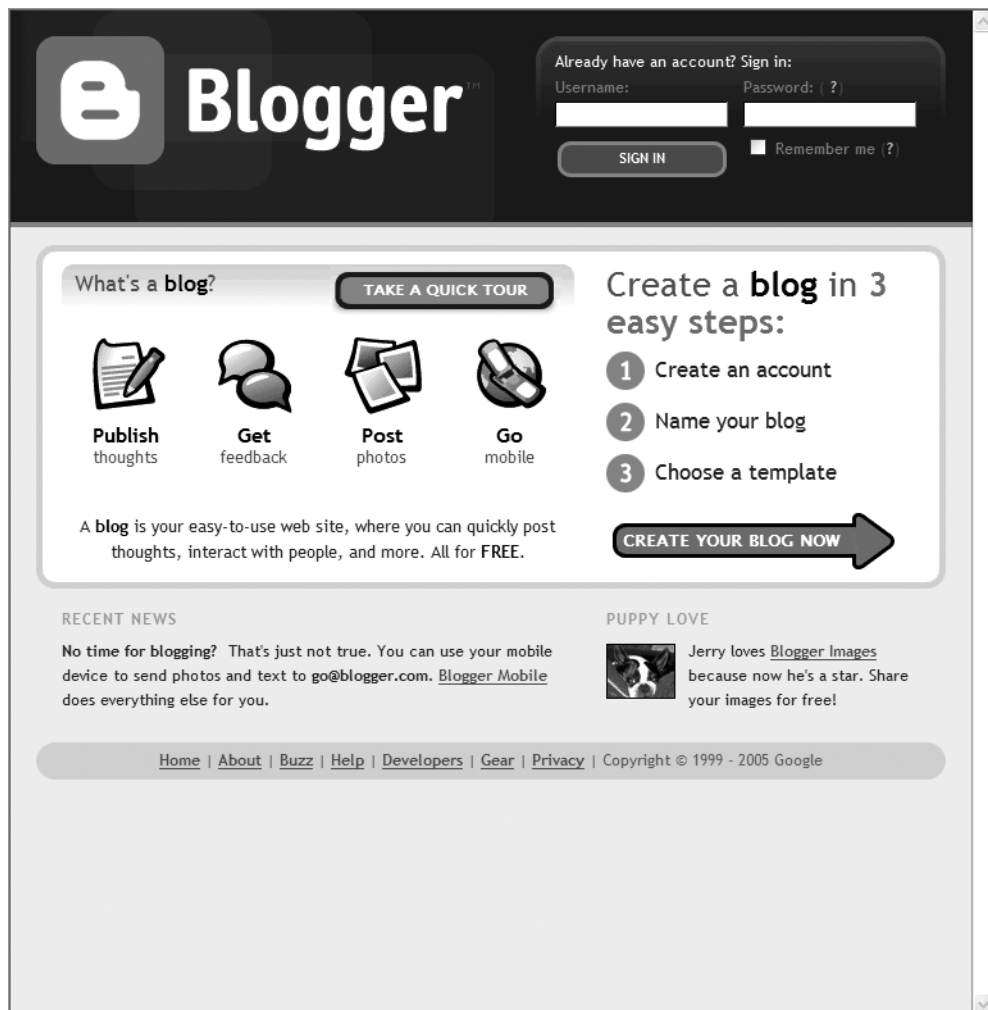 Blogger™
Already have an account? Sign in:
Username:
Password: ( ? )
SIGN IN
Remember me (?)
What's a blog?
TAKE A QUICK TOUR
Publish
thoughts
Get
feedback
Post
photos
Go
mobile
A blog is your easy-to-use web site, where you can quickly post
thoughts, interact with people, and more. All for FREE.
Create a blog in 3
easy steps:
1 Create an account
2 Name your blog
3 Choose a template
CREATE YOUR BLOG NOW
RECENT NEWS
No time for blogging? That's just not true. You can use your mobile
device to send photos and text to go@blogger.com. Blogger Mobile
does everything else for you.
PUPPY LOVE
Jerry loves Blogger Images
because now he's a star. Share
your images for free!
Home | About | Buzz | Help | Developers | Gear | Privacy | Copyright © 1999 - 2005 Google